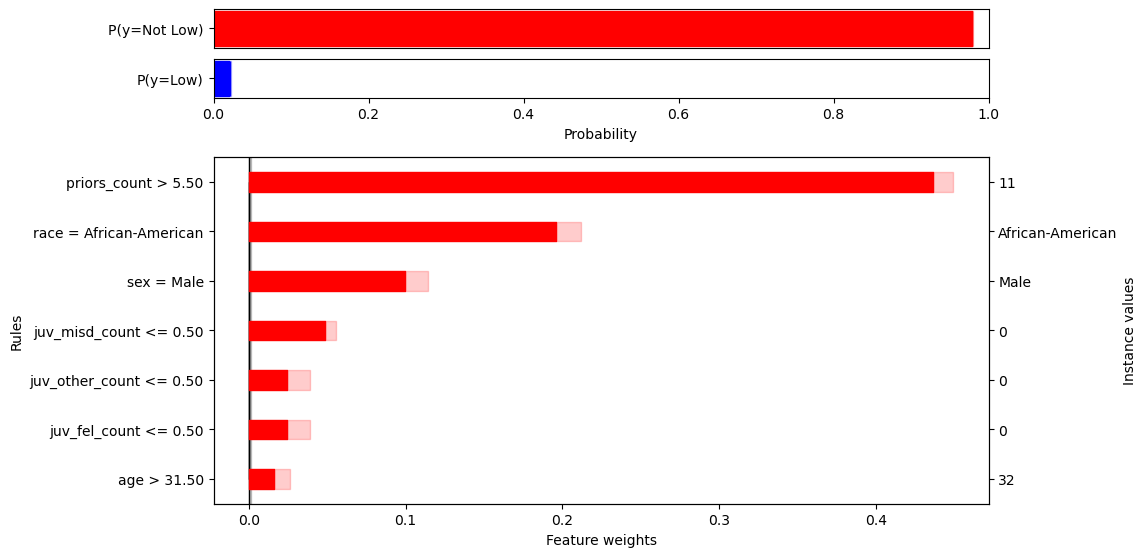 P(y=Not Low)
P(y=Low)
0.0 0.2 0.4 0.6 0.8 1.0
Probability
priors_count > 5.50 11
race = African-American African-American
sex = Male Male
juv_misd_count <= 0.50 0
juv_other_count <= 0.50 0
juv_fel_count <= 0.50 0
age > 31.50 32
Rules
Instance values
0.0 0.1 0.2 0.3 0.4
Feature weights